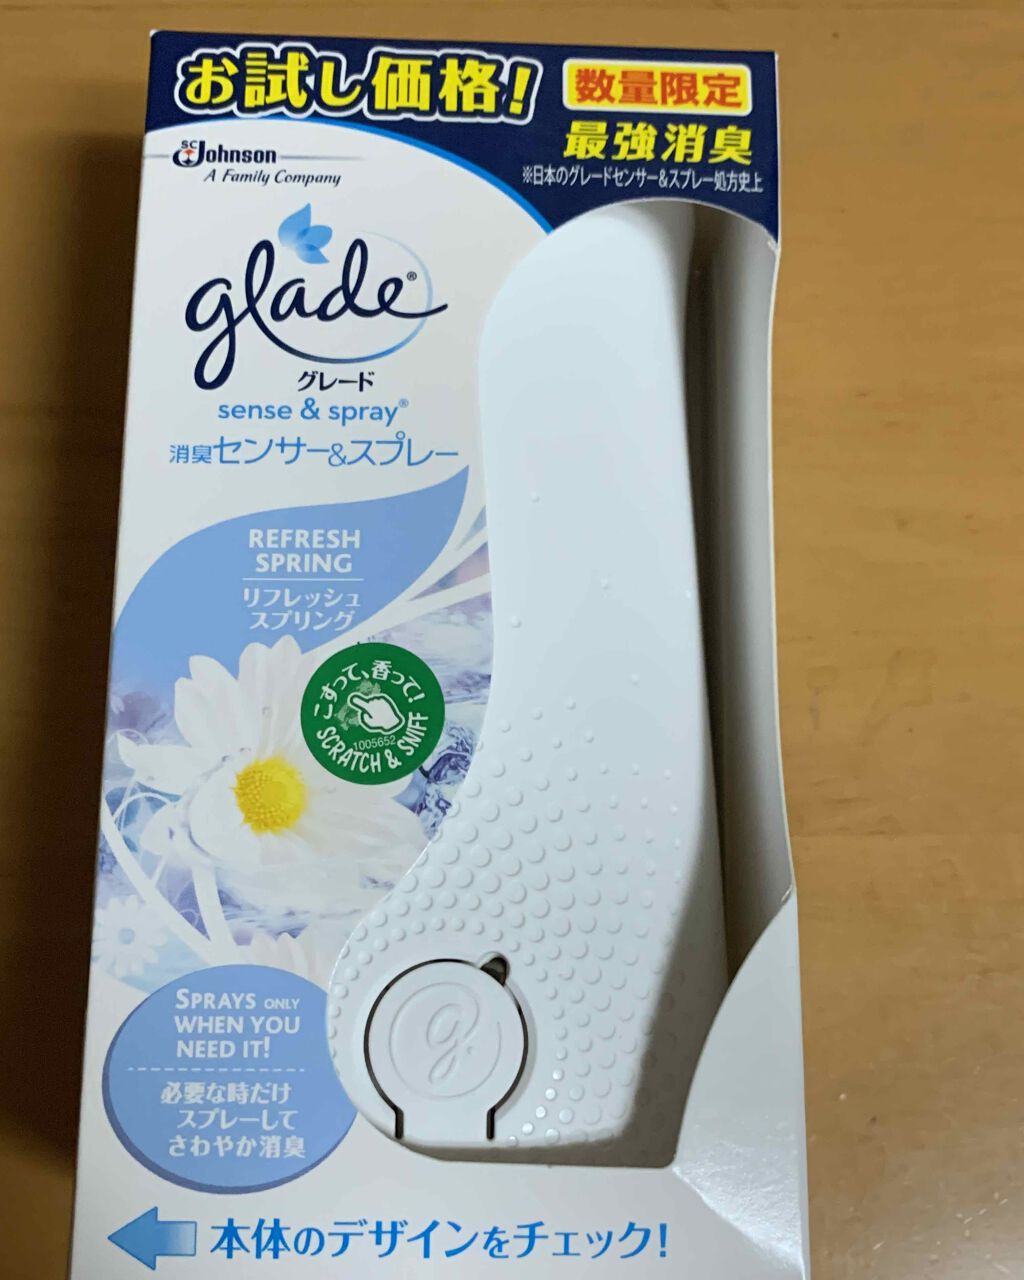 お試し価格!
数量限定
最強消臭
※日本のグレードセンサー&スプレー処方史上
SC Johnson
A Family Company
glade®
グレード
sense & spray®
消臭センサー&スプレー
REFRESH
SPRING
リフレッシュ
スプリング
こすって、香って!
1005652
SCRATCH & SNIFF
SPRAYS ONLY
WHEN YOU
NEED IT!
必要な時だけ
スプレーして
さわやか消臭
g
本体のデザインをチェック!